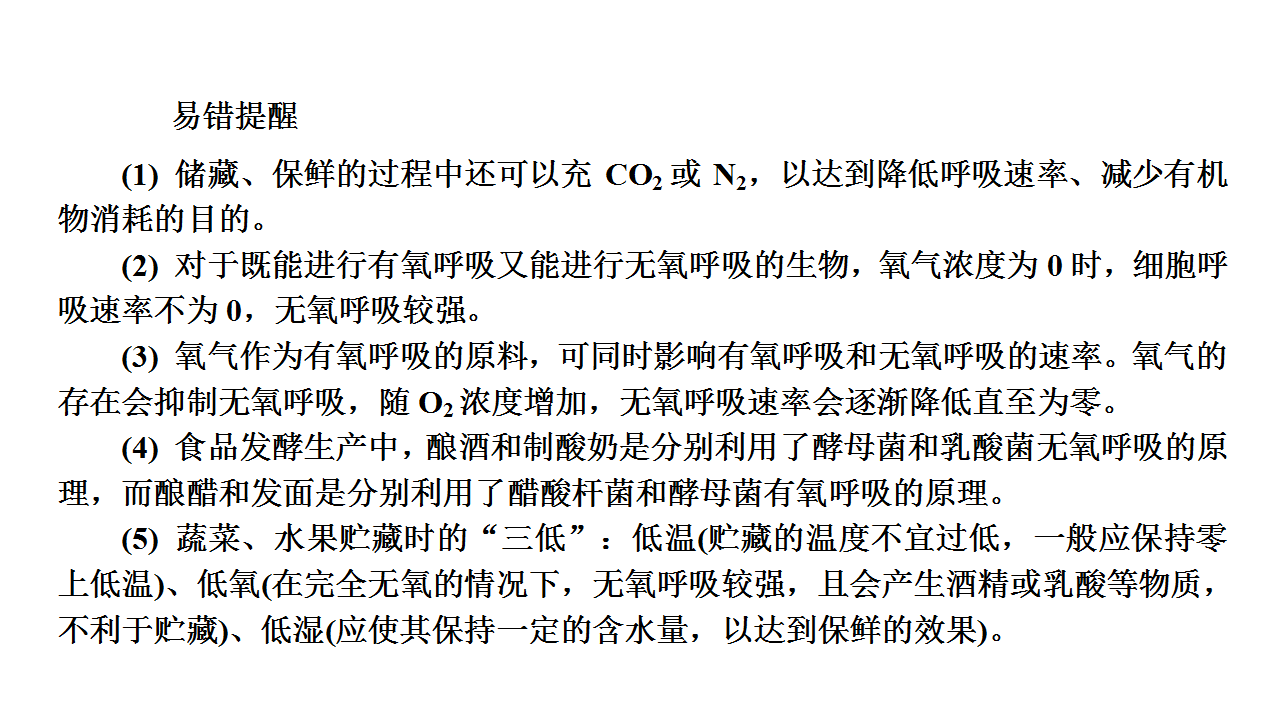 易错提醒
(1) 储藏、保鲜的过程中还可以充 CO₂ 或 N₂，以达到降低呼吸速率、减少有机
物消耗的目的。
(2) 对于既能进行有氧呼吸又能进行无氧呼吸的生物，氧气浓度为 0 时，细胞呼
吸速率不为 0，无氧呼吸较强。
(3) 氧气作为有氧呼吸的原料，可同时影响有氧呼吸和无氧呼吸的速率。氧气的
存在会抑制无氧呼吸，随 O₂ 浓度增加，无氧呼吸速率会逐渐降低直至为零。
(4) 食品发酵生产中，酿酒和制酸奶是分别利用了酵母菌和乳酸菌无氧呼吸的原
理，而酿醋和发面是分别利用了醋酸杆菌和酵母菌有氧呼吸的原理。
(5) 蔬菜、水果贮藏时的“三低”：低温(贮藏的温度不宜过低，一般应保持零
上低温)、低氧(在完全无氧的情况下，无氧呼吸较强，且会产生酒精或乳酸等物质，
不利于贮藏)、低湿(应使其保持一定的含水量，以达到保鲜的效果)。